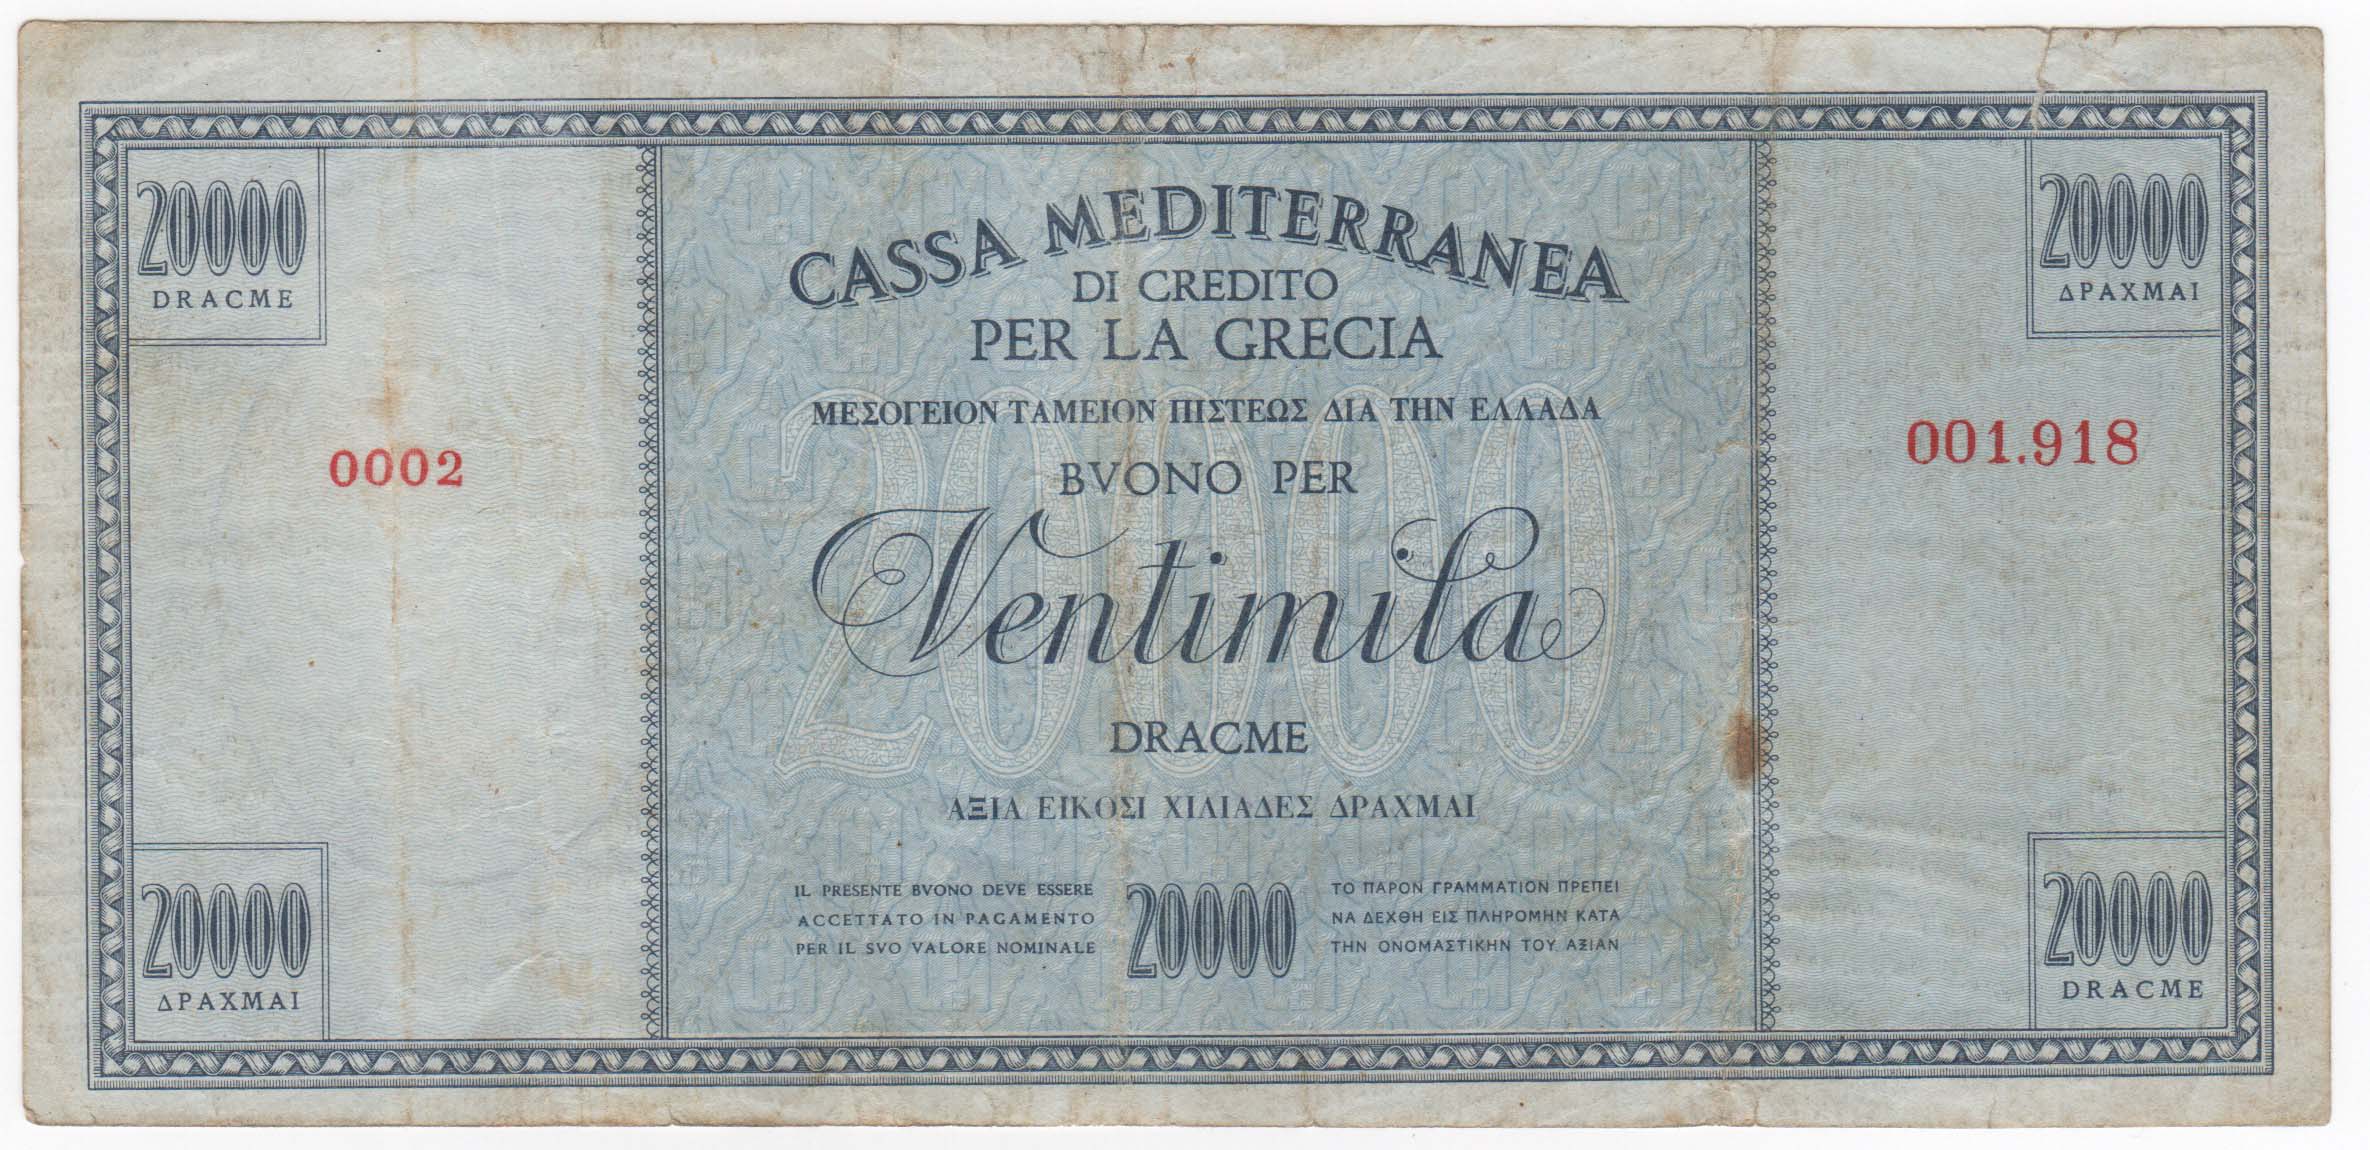 20000
DRACME
20000
ΔΡΑΧΜΑΙ
CASSA MEDITERRANEA
DI CREDITO
PER LA GRECIA
ΜΕΣΟΓΕΙΟΝ ΤΑΜΕΙΟΝ ΠΙΣΤΕΩΣ ΔΙΑ ΤΗΝ ΕΛΛΑΔΑ
0002
001.918
BVONO PER
20000
Ventimila
DRACME
ΑΞΙΑ ΕΙΚΟΣΙ ΧΙΛΙΑΔΕΣ ΔΡΑΧΜΑΙ
IL PRESENTE BVONO DEVE ESSERE
ACCETTATO IN PAGAMENTO
PER IL SVO VALORE NOMINALE
20000
ΤΟ ΠΑΡΟΝ ΓΡΑΜΜΑΤΙΟΝ ΠΡΕΠΕΙ
ΝΑ ΔΕΧΘΗ ΕΙΣ ΠΛΗΡΟΜΗΝ ΚΑΤΑ
ΤΗΝ ΟΝΟΜΑΣΤΙΚΗΝ ΤΟΥ ΑΞΙΑΝ
20000
ΔΡΑΧΜΑΙ
20000
DRACME